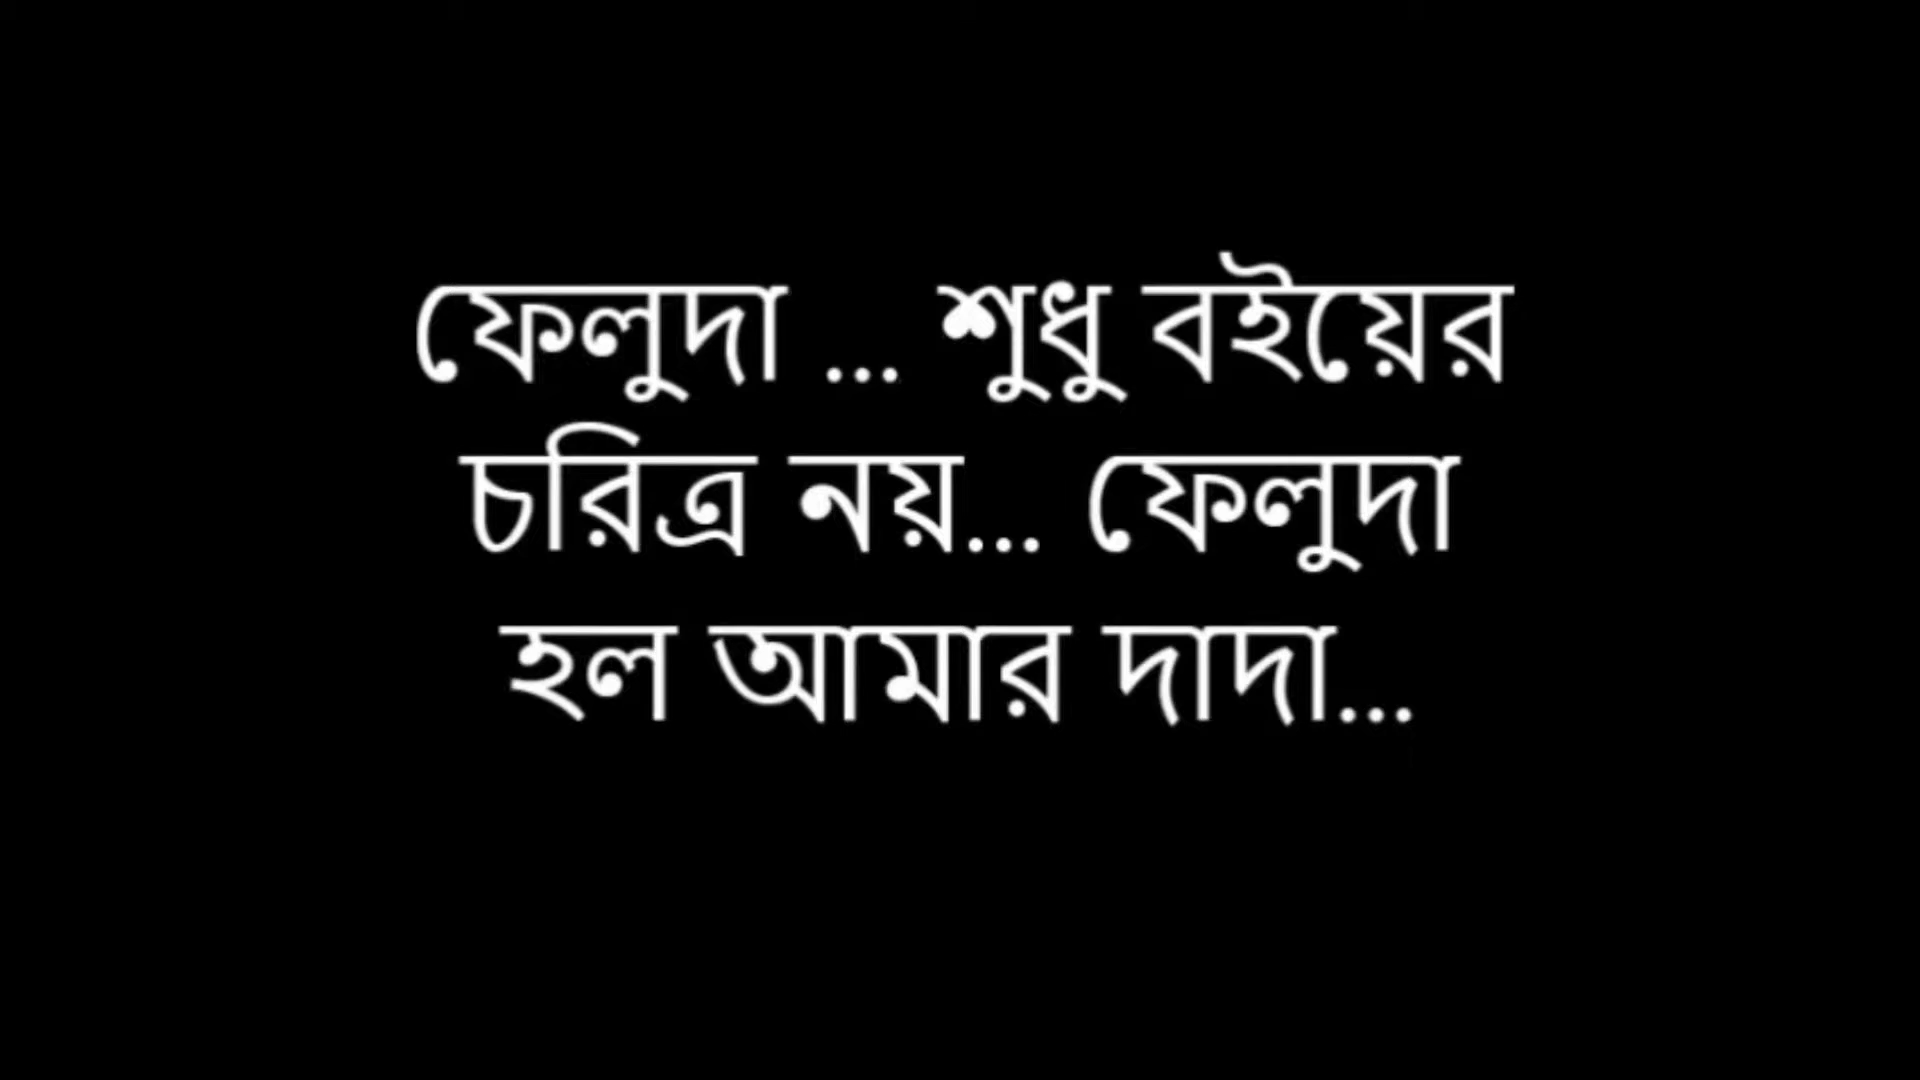 ফেলুদা ... শুধু বইয়ের
চরিত্র নয়... ফেলুদা
হল আমার দাদা...